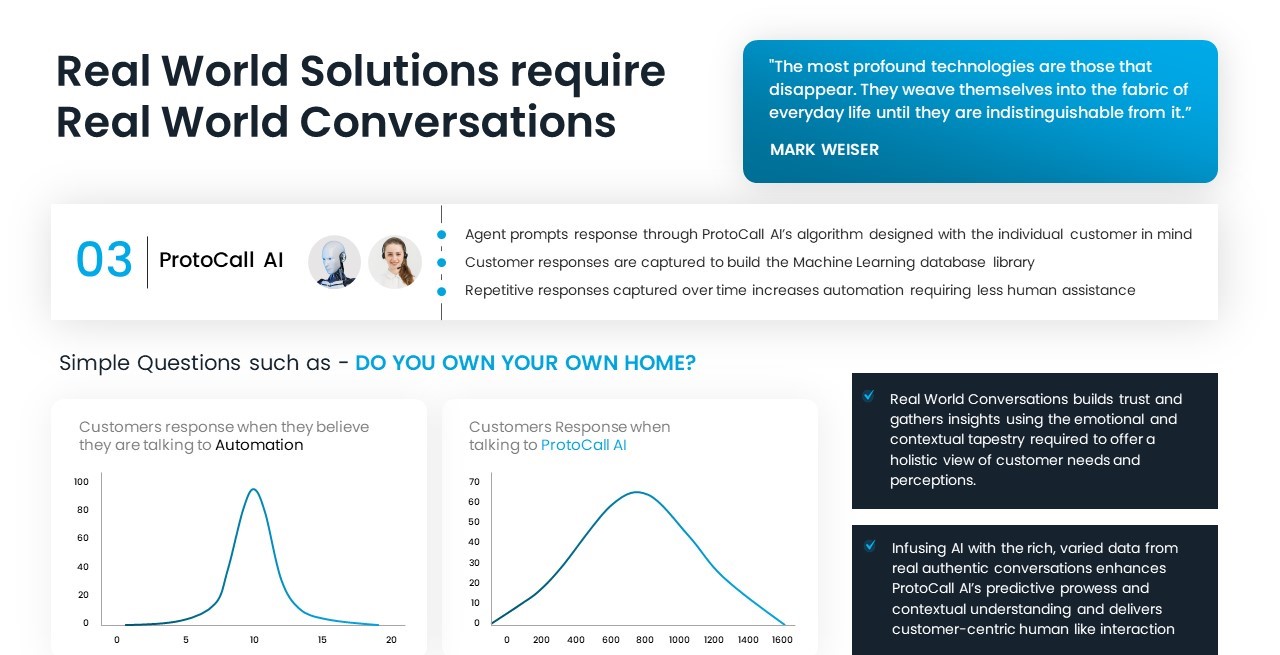 Real World Solutions require
Real World Conversations
"The most profound technologies are those that
disappear. They weave themselves into the fabric of
everyday life until they are indistinguishable from it.”
MARK WEISER
03
ProtoCall AI
Agent prompts response through ProtoCall AI’s algorithm designed with the individual customer in mind
Customer responses are captured to build the Machine Learning database library
Repetitive responses captured over time increases automation requiring less human assistance
Simple Questions such as - DO YOU OWN YOUR OWN HOME?
Customers response when they believe
they are talking to Automation
100
80
60
40
20
0
0 5 10 15 20
Customers Response when
talking to ProtoCall AI
70
60
50
40
30
20
10
0
0 200 400 600 800 1000 1200 1400 1600
Real World Conversations builds trust and
gathers insights using the emotional and
contextual tapestry required to offer a
holistic view of customer needs and
perceptions.
Infusing AI with the rich, varied data from
real authentic conversations enhances
ProtoCall AI’s predictive prowess and
contextual understanding and delivers
customer-centric human like interaction